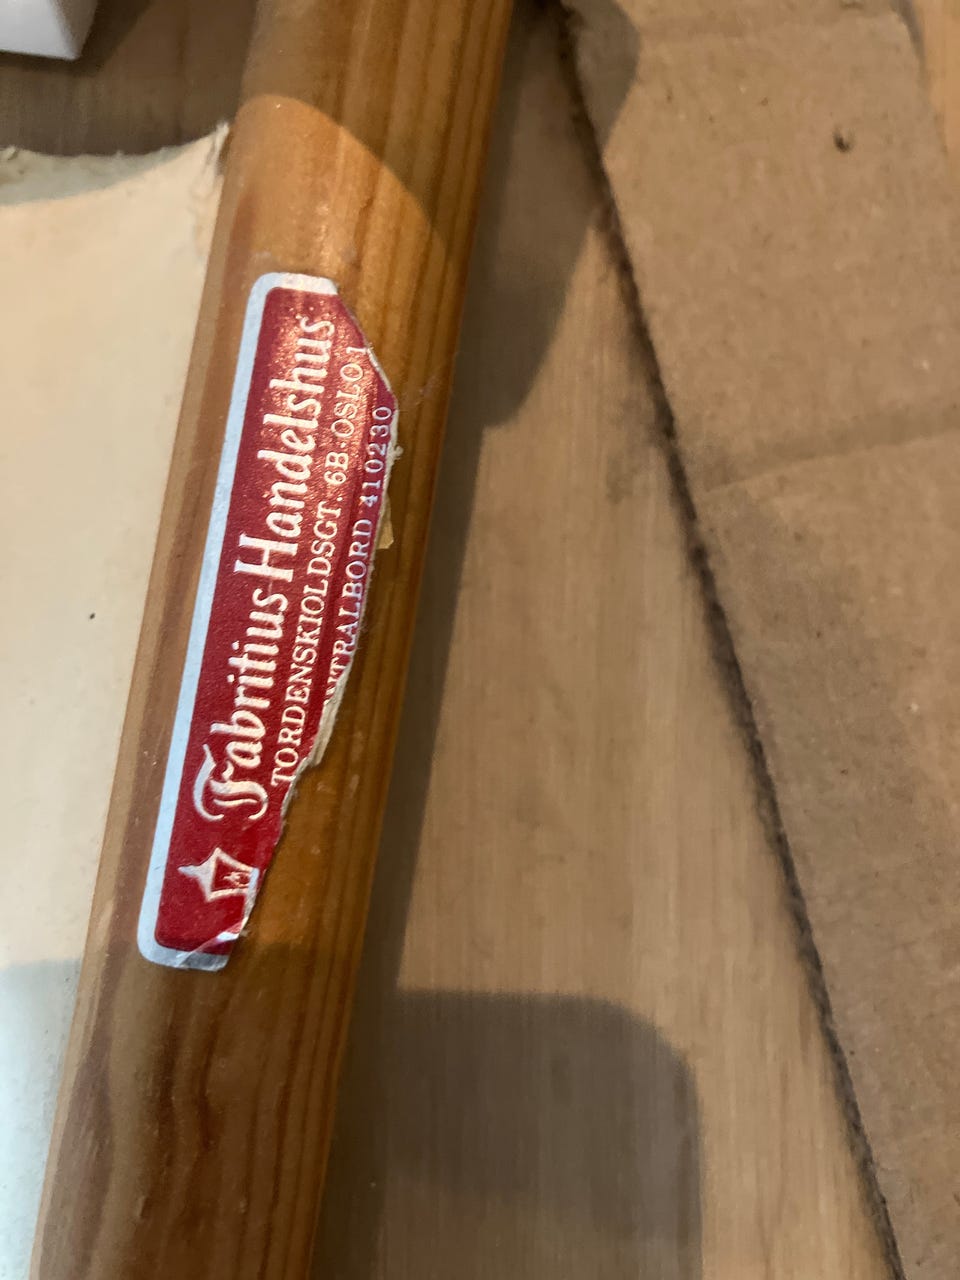 Fabritius Handelshus
TORDENSKIOLDSGT. 6B·OSLO 1
NTRALBORD 410230